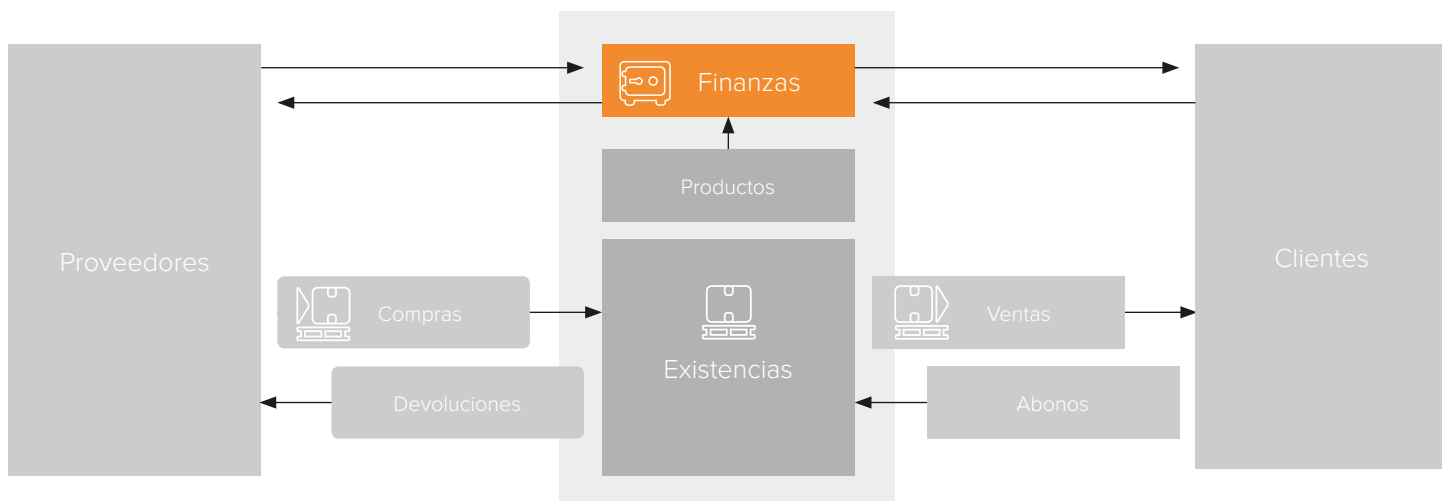 Finanzas
Productos
Proveedores
Clientes
Compras
Ventas
Existencias
Devoluciones
Abonos